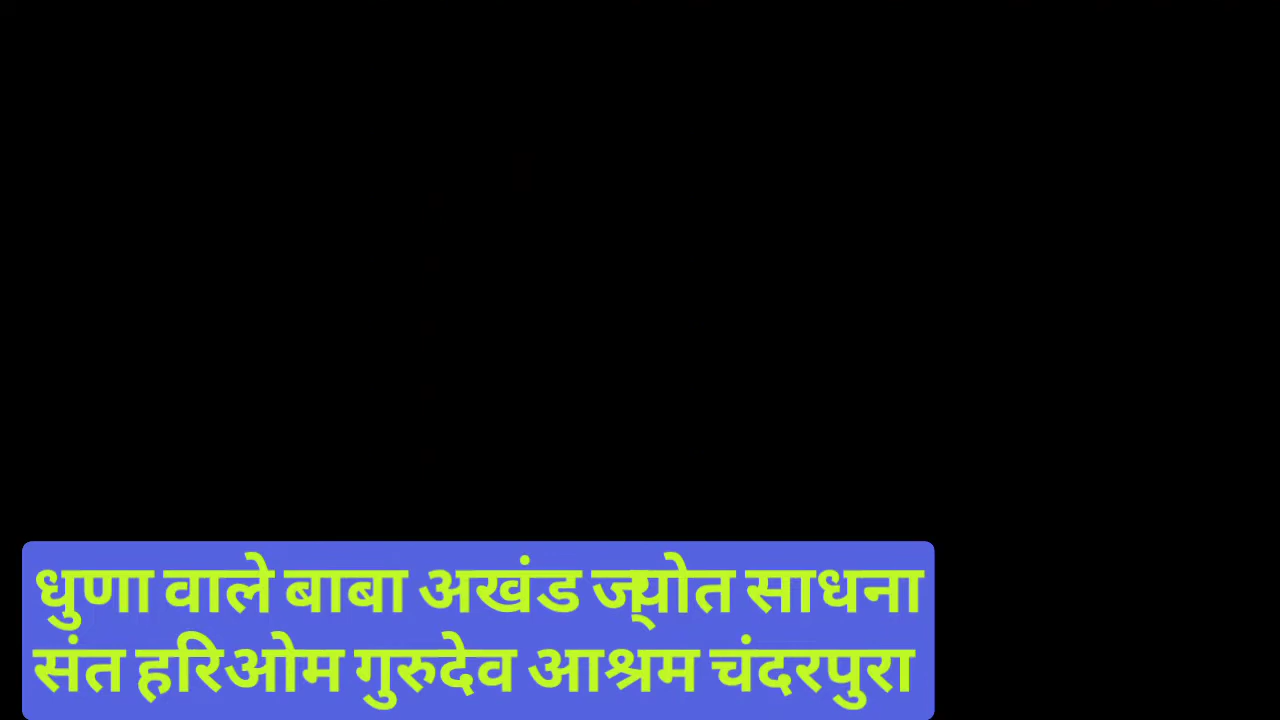 धुणा वाले बाबा अखंड ज्योत साधना
संत हरिओम गुरुदेव आश्रम चंदरपुरा